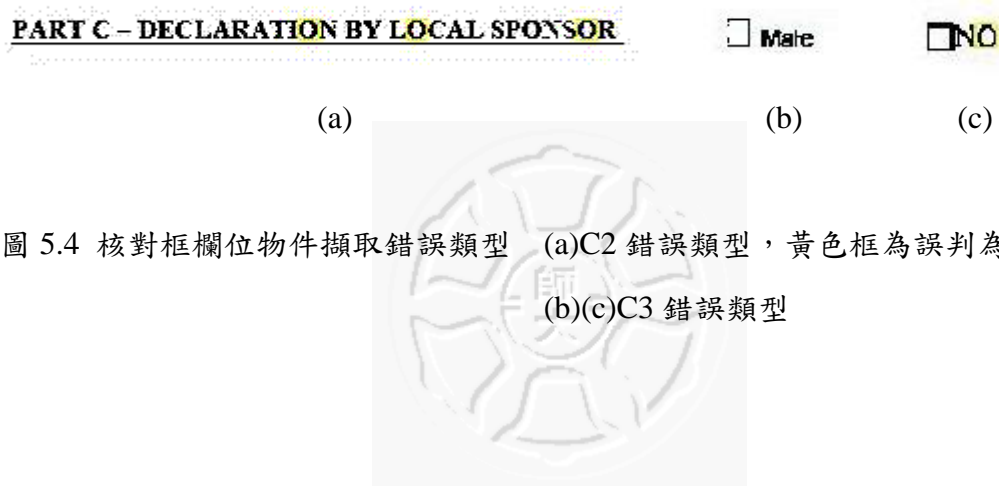 PART C – DECLARATION BY LOCAL SPONSOR
Male
NO
(a)
(b)
(c)
圖 5.4 核對框欄位物件擷取錯誤類型 (a)C2 錯誤類型，黃色框為誤判為
(b)(c)C3 錯誤類型
師大